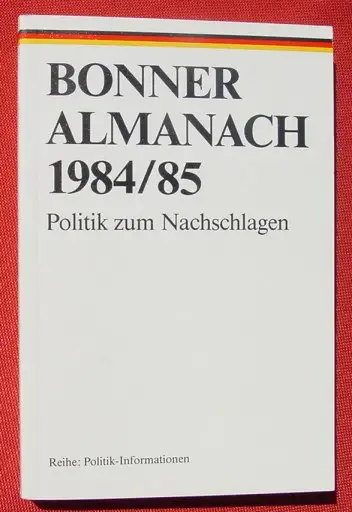 BONNER
ALMANACH
1984/85
Politik zum Nachschlagen
Reihe: Politik-Informationen